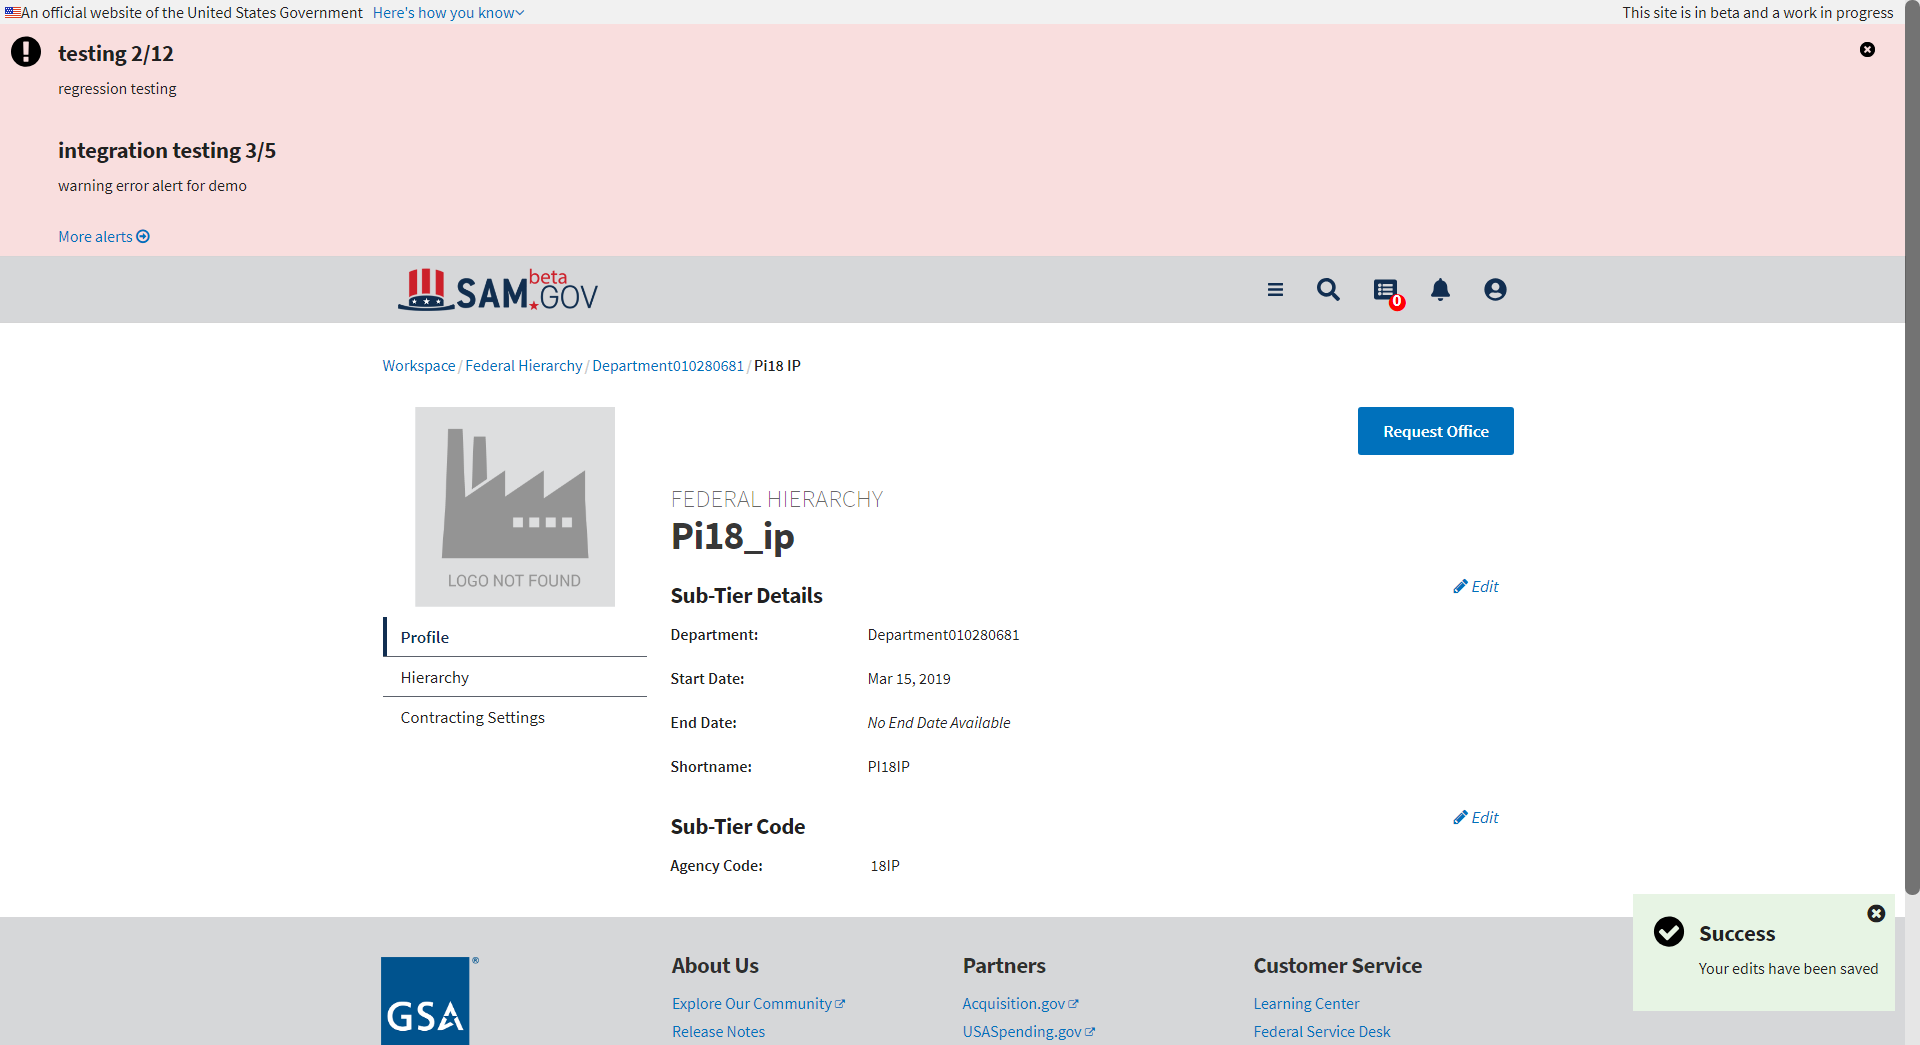 An official website of the United States Government Here's how you know
This site is in beta and a work in progress
testing 2/12
regression testing
integration testing 3/5
warning error alert for demo
More alerts
SAM beta .GOV
0
Workspace / Federal Hierarchy / Department010280681 / Pi18 IP
LOGO NOT FOUND
Request Office
FEDERAL HIERARCHY
Pi18_ip
Profile
Hierarchy
Contracting Settings
Sub-Tier Details
Edit
Department: Department010280681
Start Date: Mar 15, 2019
End Date: No End Date Available
Shortname: PI18IP
Sub-Tier Code
Edit
Agency Code: 18IP
Success
Your edits have been saved
GSA ®
About Us
Explore Our Community
Release Notes
Partners
Acquisition.gov
USASpending.gov
Customer Service
Learning Center
Federal Service Desk